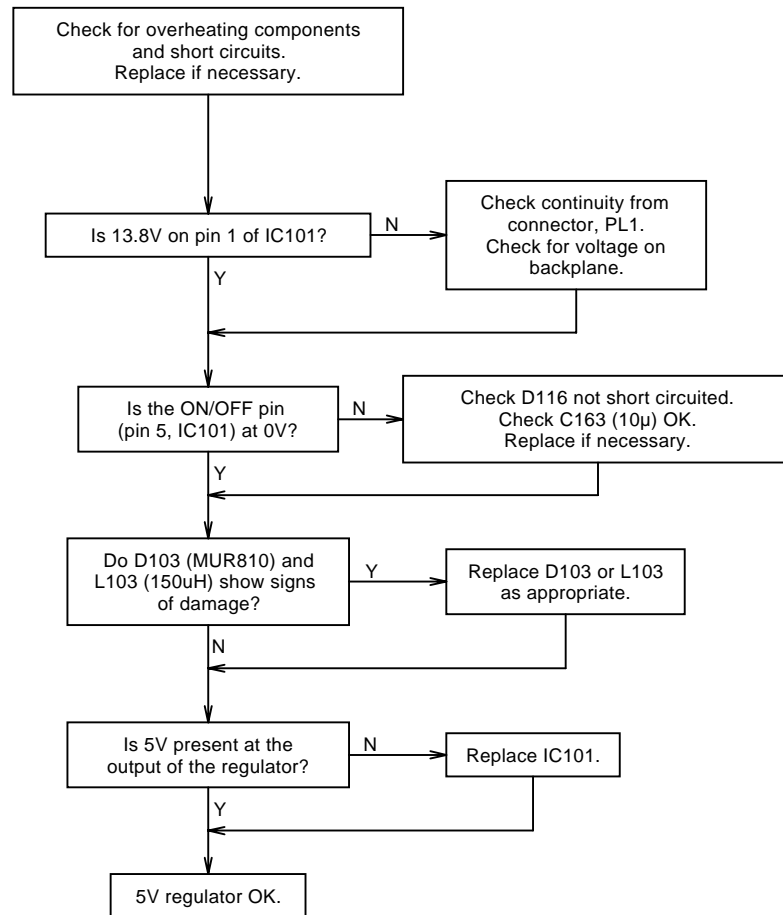 Check for overheating components
and short circuits.
Replace if necessary.
Is 13.8V on pin 1 of IC101?
N
Check continuity from
connector, PL1.
Check for voltage on
backplane.
Y
Is the ON/OFF pin
(pin 5, IC101) at 0V?
N
Check D116 not short circuited.
Check C163 (10µ) OK.
Replace if necessary.
Y
Do D103 (MUR810) and
L103 (150uH) show signs
of damage?
Y
Replace D103 or L103
as appropriate.
N
Is 5V present at the
output of the regulator?
N
Replace IC101.
Y
5V regulator OK.